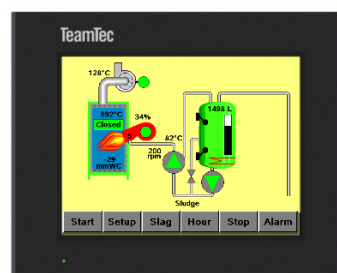 TeamTec
128°C
1498 L
892°C
Closed
34%
82°C
200
rpm
-29
mmWC
Sludge
Start Setup Slag Hour Stop Alarm